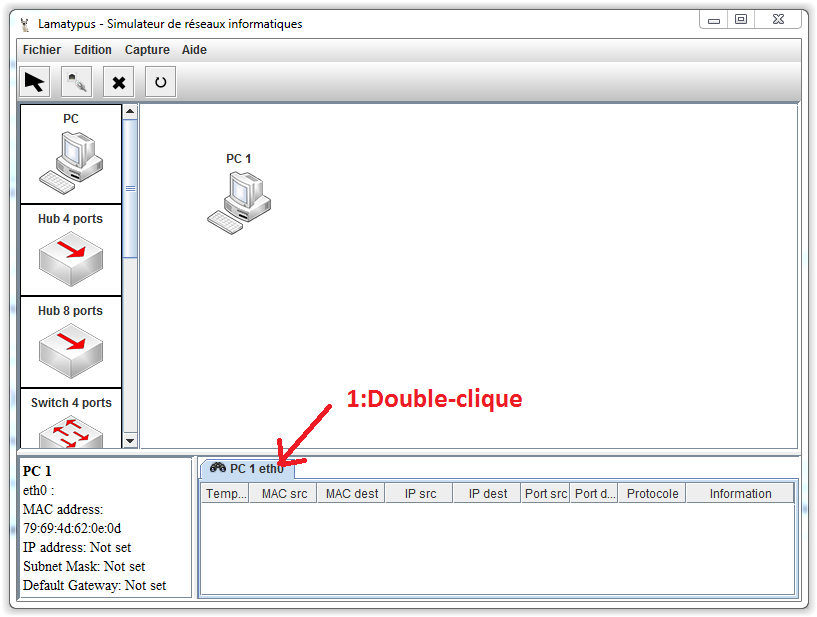 Lamatypus - Simulateur de réseaux informatiques
Fichier Edition Capture Aide
PC
Hub 4 ports
Hub 8 ports
Switch 4 ports
PC 1
1:Double-clique
PC 1
eth0 :
MAC address:
79:69:4d:62:0e:0d
IP address: Not set
Subnet Mask: Not set
Default Gateway: Not set
PC 1 eth0
Temp... MAC src MAC dest IP src IP dest Port src Port d... Protocole Information